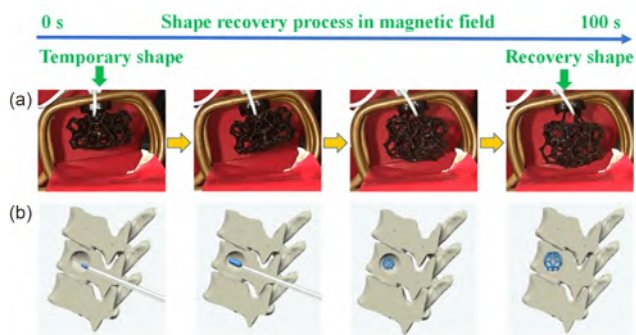 0 s Shape recovery process in magnetic field 100 s
Temporary shape Recovery shape
(a)
(b)